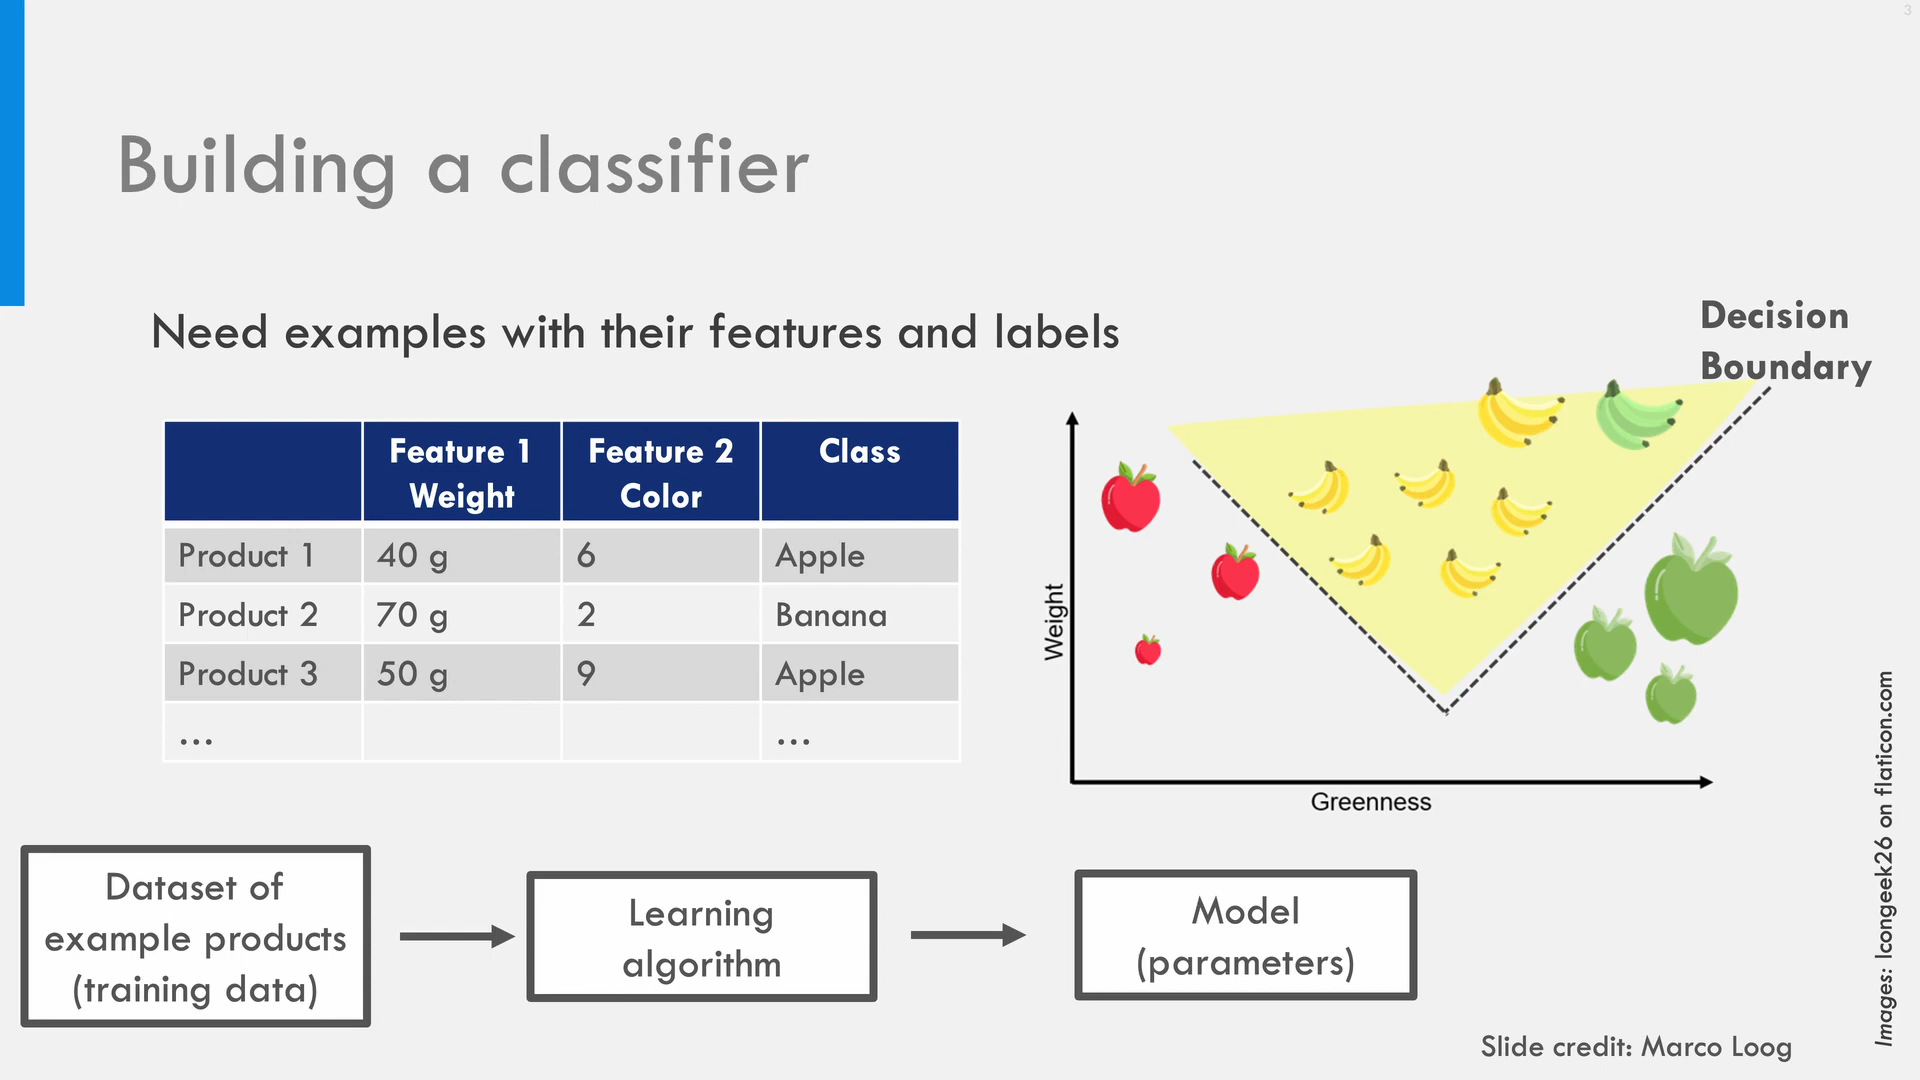 3
Building a classifier
Need examples with their features and labels
Decision
Boundary
Feature 1 Feature 2 Class
Weight Color
Product 1 40 g 6 Apple
Product 2 70 g 2 Banana
Product 3 50 g 9 Apple
... ...
Weight
Greenness
Dataset of
example products
(training data)
Learning
algorithm
Model
(parameters)
Images: Icongeek26 on flaticon.com
Slide credit: Marco Loog